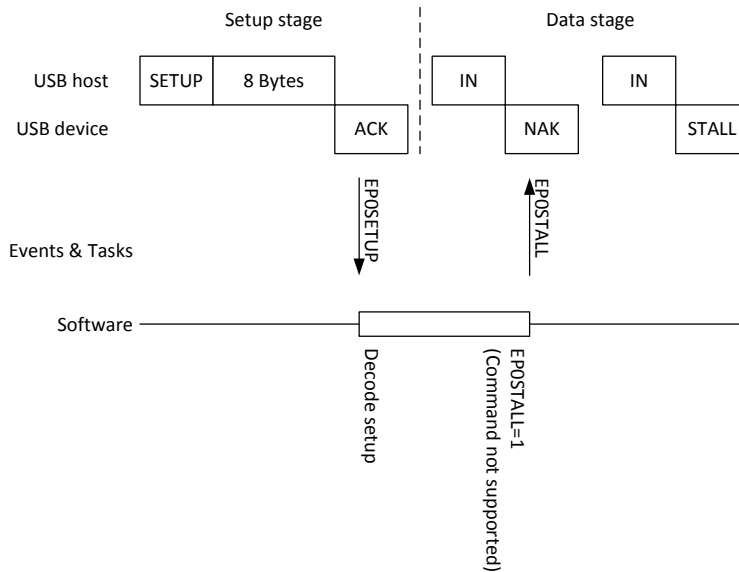 Setup stage
Data stage
USB host
SETUP
8 Bytes
IN
IN
USB device
ACK
NAK
STALL
EP0SETUP
EP0STALL
Events & Tasks
Software
Decode setup
EP0STALL=1
(Command not supported)